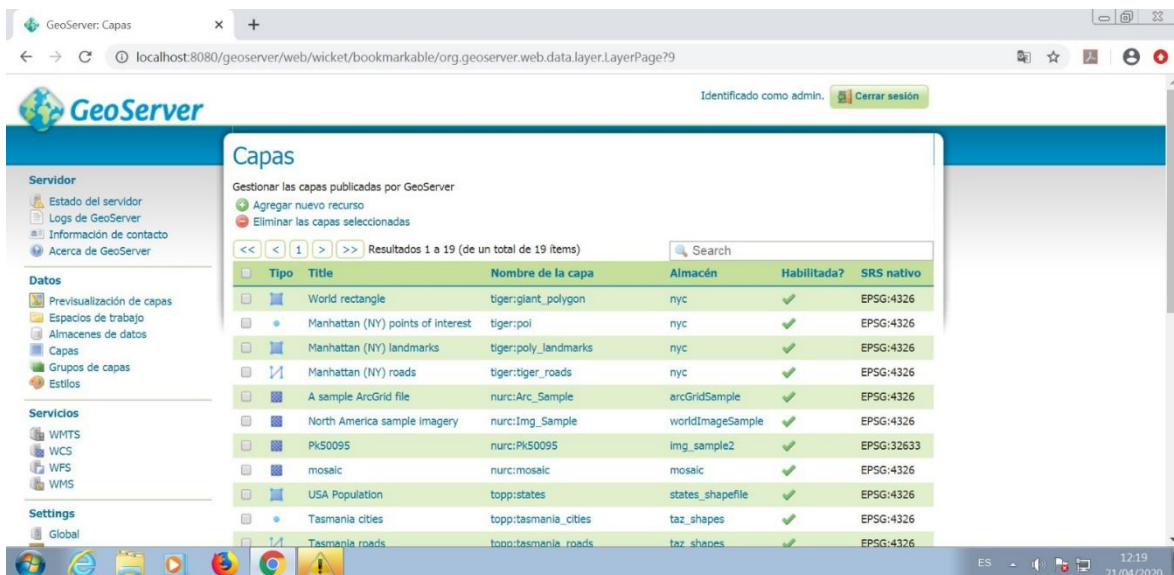 GeoServer: Capas
localhost:8080/geoserver/web/wicket/bookmarkable/org.geoserver.web.data.layer.LayerPage?9
GeoServer
Identificado como admin.
Cerrar sesión
Servidor
Estado del servidor
Logs de GeoServer
Información de contacto
Acerca de GeoServer
Datos
Previsualización de capas
Espacios de trabajo
Almacenes de datos
Capas
Grupos de capas
Estilos
Servicios
WMTS
WCS
WFS
WMS
Settings
Global
Capas
Gestionar las capas publicadas por GeoServer
Agregar nuevo recurso
Eliminar las capas seleccionadas
<< < 1 > >> Resultados 1 a 19 (de un total de 19 ítems) Search
Tipo Title Nombre de la capa Almacén Habilitada? SRS nativo
World rectangle tiger:giant_polygon nyc EPSG:4326
Manhattan (NY) points of interest tiger:poi nyc EPSG:4326
Manhattan (NY) landmarks tiger:poly_landmarks nyc EPSG:4326
Manhattan (NY) roads tiger:tiger_roads nyc EPSG:4326
A sample ArcGrid file nurc:Arc_Sample arcGridSample EPSG:4326
North America sample imagery nurc:Img_Sample worldImageSample EPSG:4326
Pk50095 nurc:Pk50095 img_sample2 EPSG:32633
mosaic nurc:mosaic mosaic EPSG:4326
USA Population topp:states states_shapefile EPSG:4326
Tasmania cities topp:tasmania_cities taz_shapes EPSG:4326
Tasmania roads topp:tasmania_roads taz_shapes EPSG:4326
ES
12:19
21/04/2020